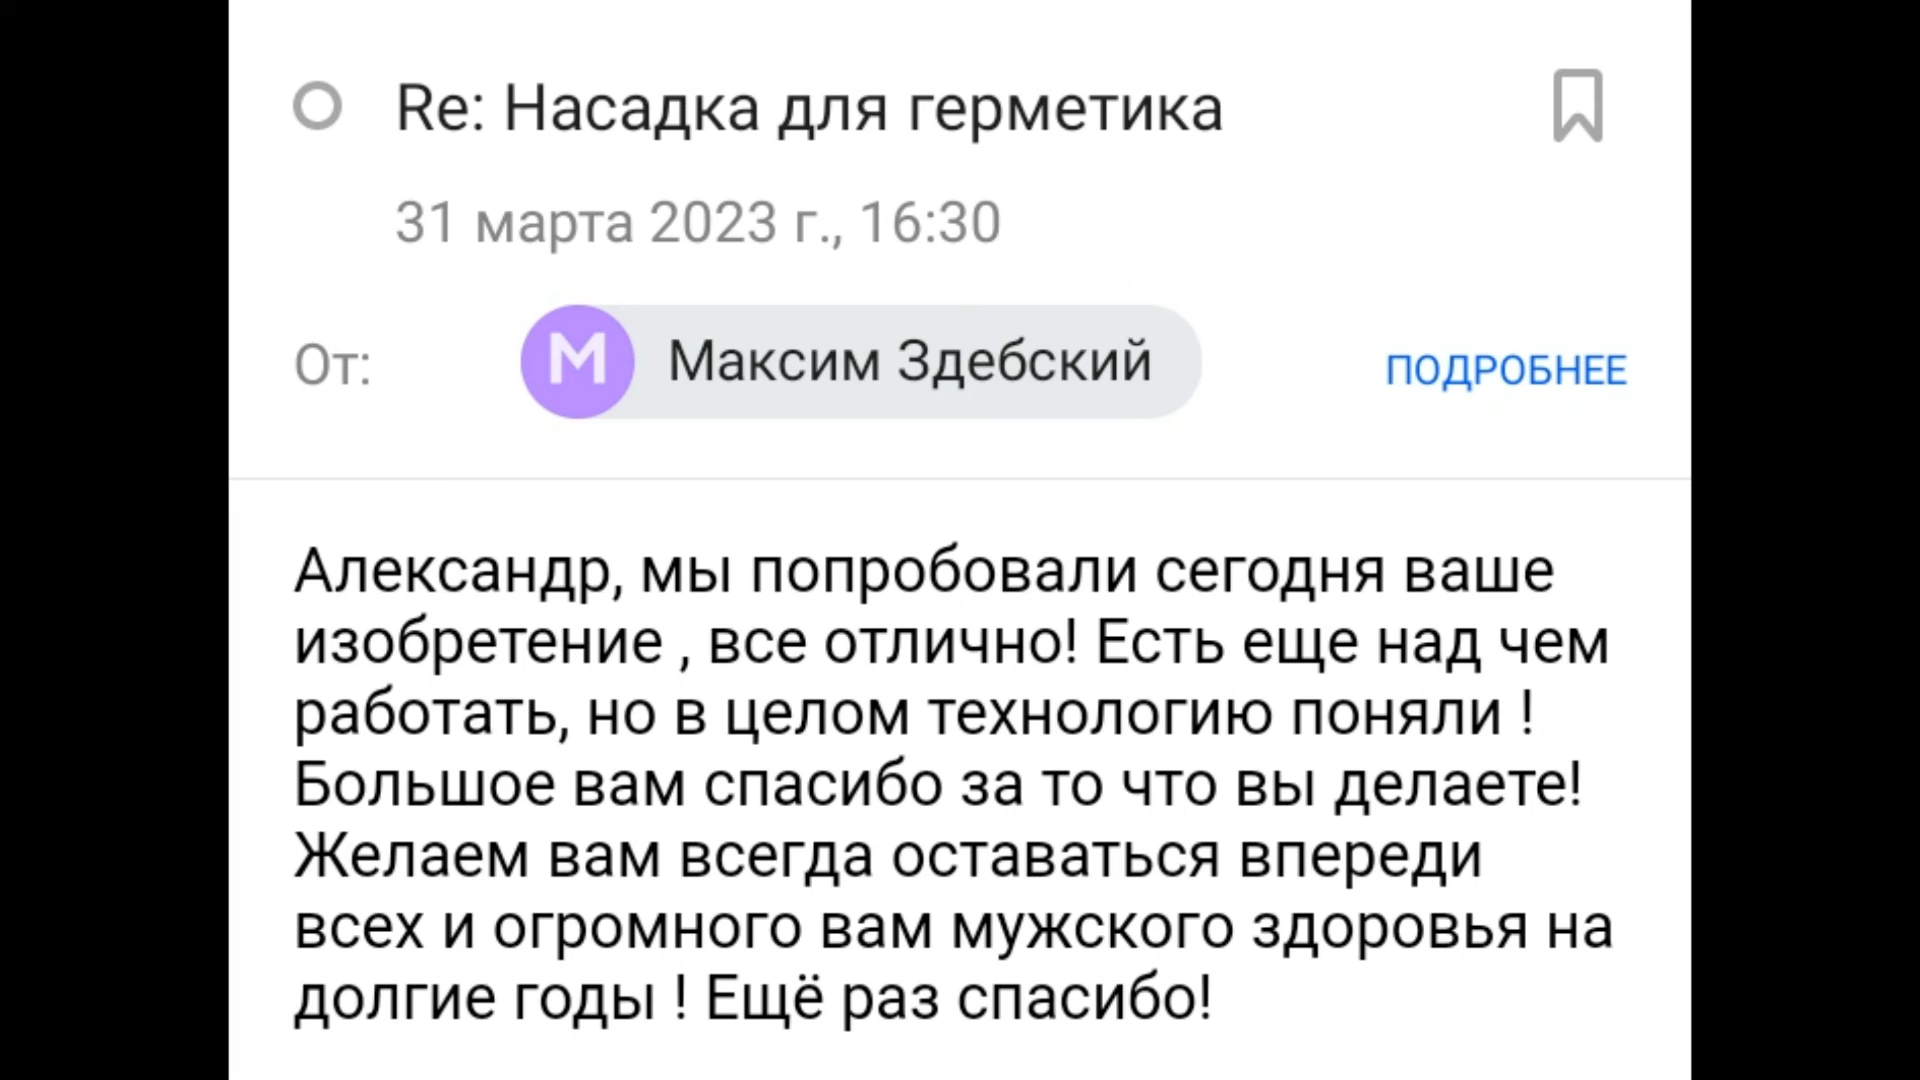 Re: Насадка для герметика
31 марта 2023 г., 16:30
От: М Максим Здебский ПОДРОБНЕЕ
Александр, мы попробовали сегодня ваше
изобретение , все отлично! Есть еще над чем
работать, но в целом технологию поняли !
Большое вам спасибо за то что вы делаете!
Желаем вам всегда оставаться впереди
всех и огромного вам мужского здоровья на
долгие годы ! Ещё раз спасибо!